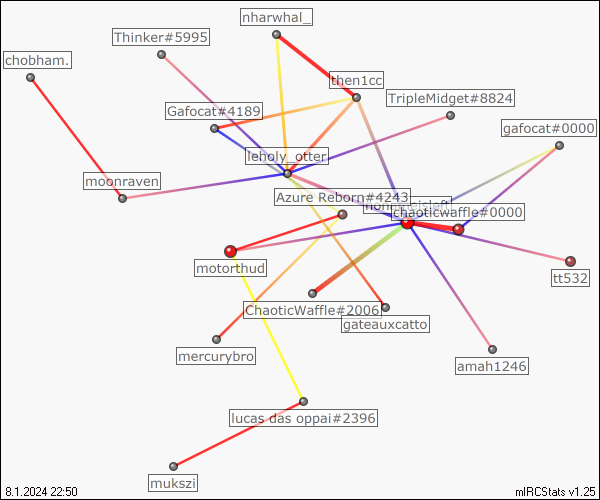 nharwhal_
Thinker#5995
chobham.
then1cc
TripleMidget#8824
Gafocat#4189
gafocat#0000
leholy_otter
moonraven
Azure Reborn#4243
chaoticwaffle#0000
motorthud
tt532
ChaoticWaffle#2006
gateauxcatto
mercurybro
amah1246
lucas das oppai#2396
mukszi
8.1.2024 22:50
mIRCStats v1.25